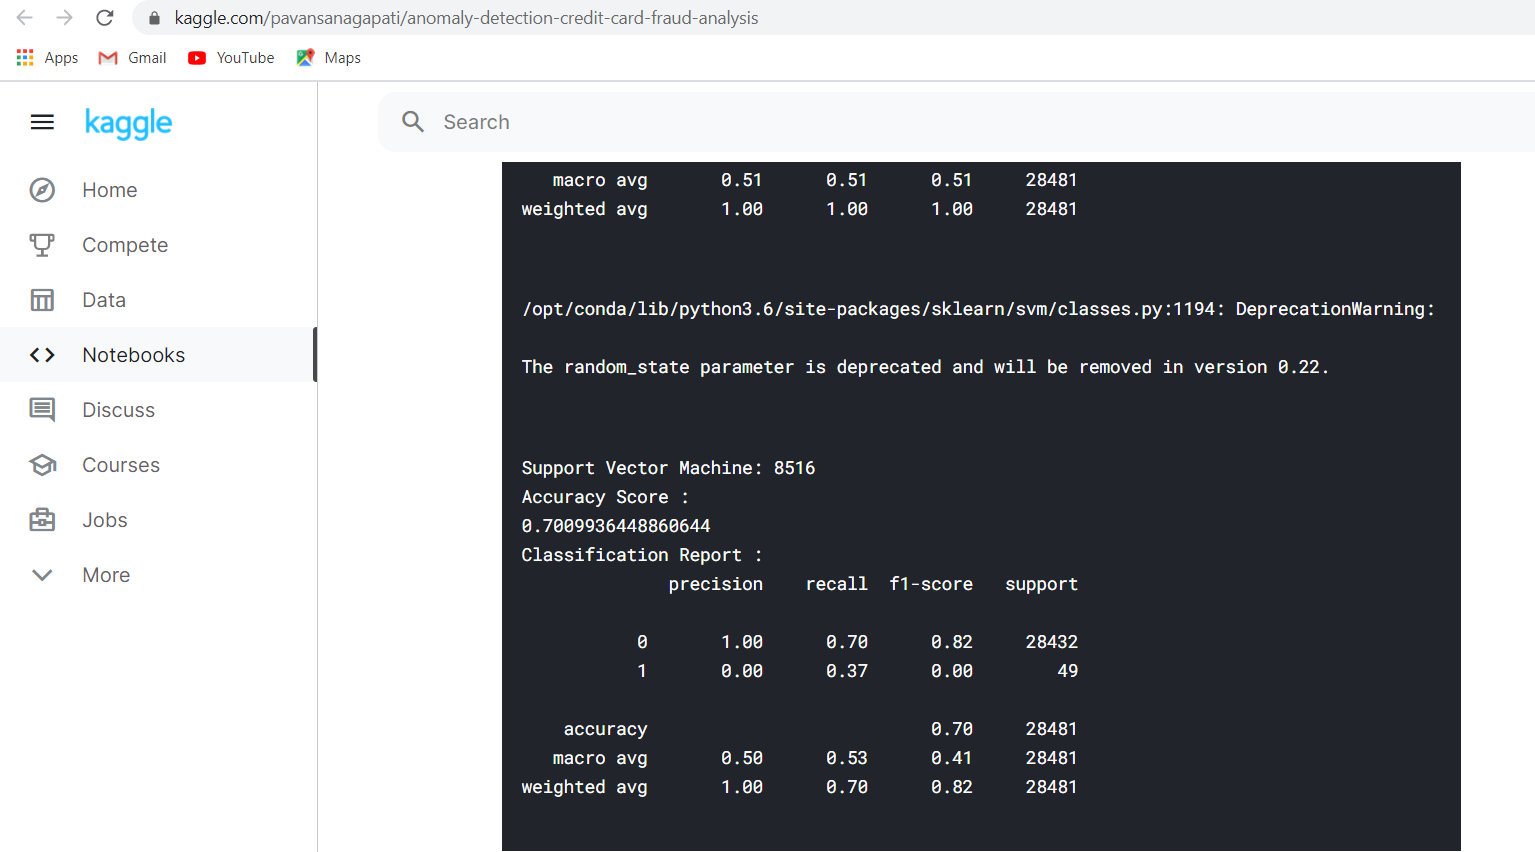 kaggle.com/pavansanagapati/anomaly-detection-credit-card-fraud-analysis
Apps Gmail YouTube Maps
kaggle
Search
Home
Compete
Data
Notebooks
Discuss
Courses
Jobs
More
macro avg 0.51 0.51 0.51 28481
weighted avg 1.00 1.00 1.00 28481
/opt/conda/lib/python3.6/site-packages/sklearn/svm/classes.py:1194: DeprecationWarning:
The random_state parameter is deprecated and will be removed in version 0.22.
Support Vector Machine: 8516
Accuracy Score :
0.7009936448860644
Classification Report :
precision recall f1-score support
0 1.00 0.70 0.82 28432
1 0.00 0.37 0.00 49
accuracy 0.70 28481
macro avg 0.50 0.53 0.41 28481
weighted avg 1.00 0.70 0.82 28481